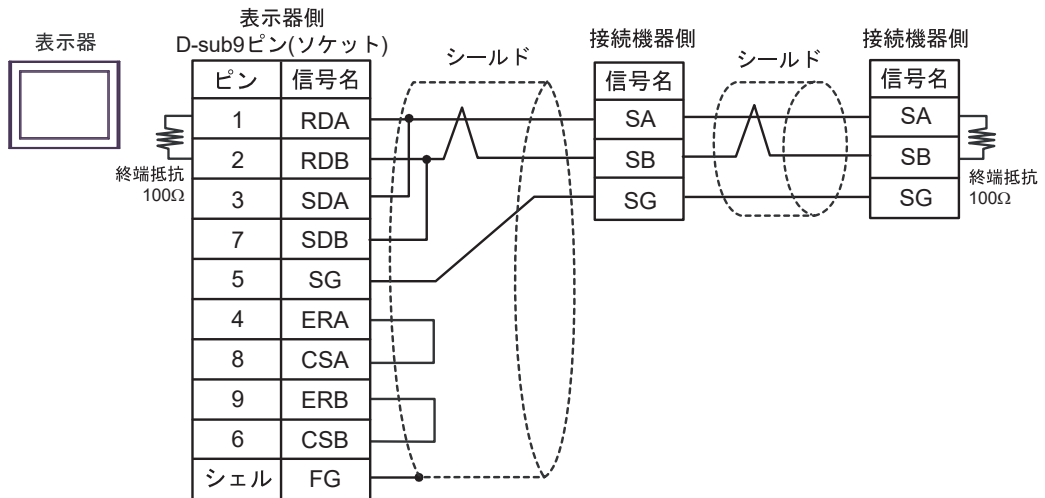 表示器
表示器側
D-sub9ピン(ソケット)
ピン 信号名
1 RDA
2 RDB
3 SDA
7 SDB
5 SG
4 ERA
8 CSA
9 ERB
6 CSB
シェル FG
終端抵抗
100Ω
シールド
接続機器側
信号名
SA
SB
SG
シールド
接続機器側
信号名
SA
SB
SG
終端抵抗
100Ω